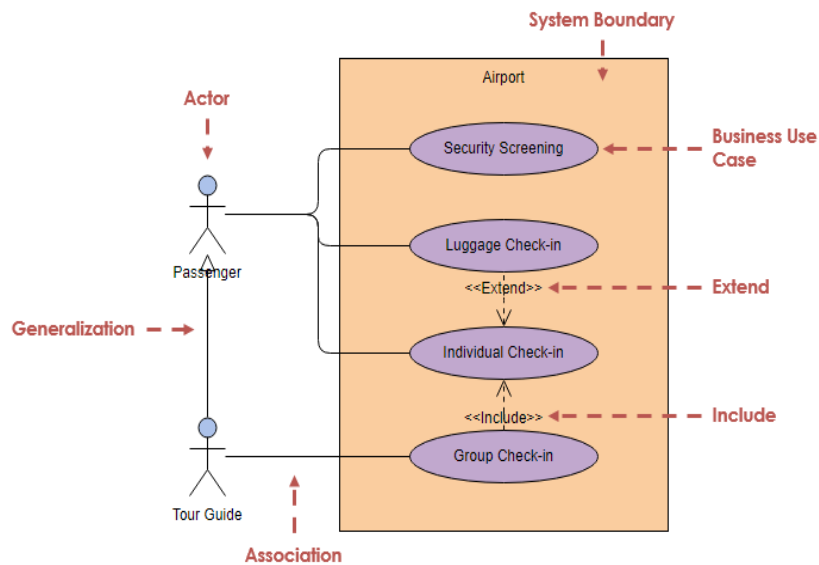 System Boundary
Airport
Actor
Security Screening
Business Use
Case
Luggage Check-in
Passenger
<<Extend>>
Extend
Generalization
Individual Check-in
<<Include>>
Include
Group Check-in
Tour Guide
Association